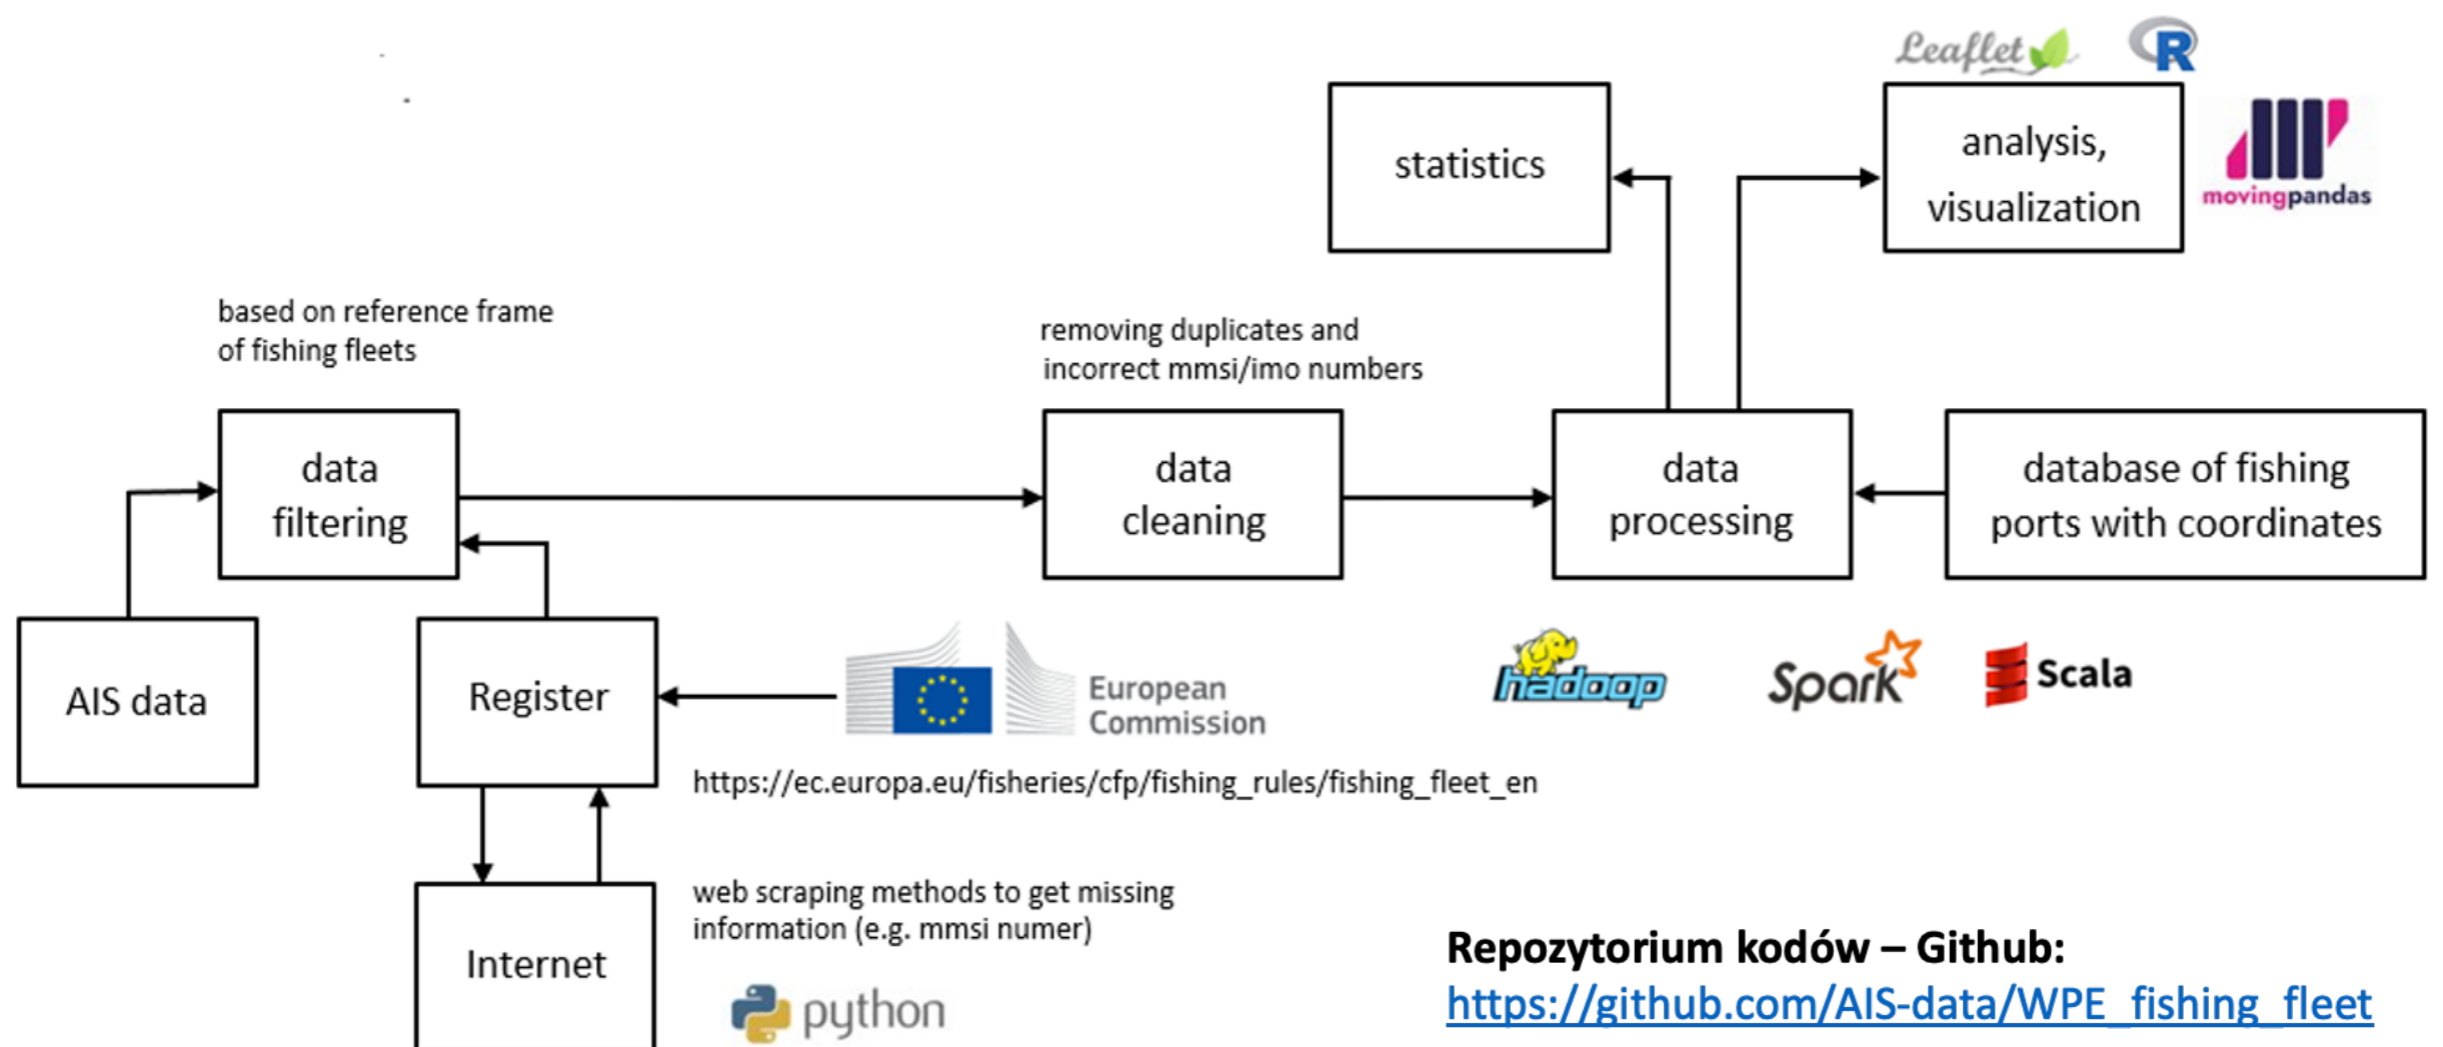 Leaflet
R
statistics
analysis,
visualization
movingpandas
based on reference frame
of fishing fleets
removing duplicates and
incorrect mmsi/imo numbers
data
filtering
data
cleaning
data
processing
database of fishing
ports with coordinates
AIS data
Register
European
Commission
hadoop
Spark
Scala
https://ec.europa.eu/fisheries/cfp/fishing_rules/fishing_fleet_en
Internet
web scraping methods to get missing
information (e.g. mmsi numer)
python
Repozytorium kodów – Github:
https://github.com/AIS-data/WPE_fishing_fleet